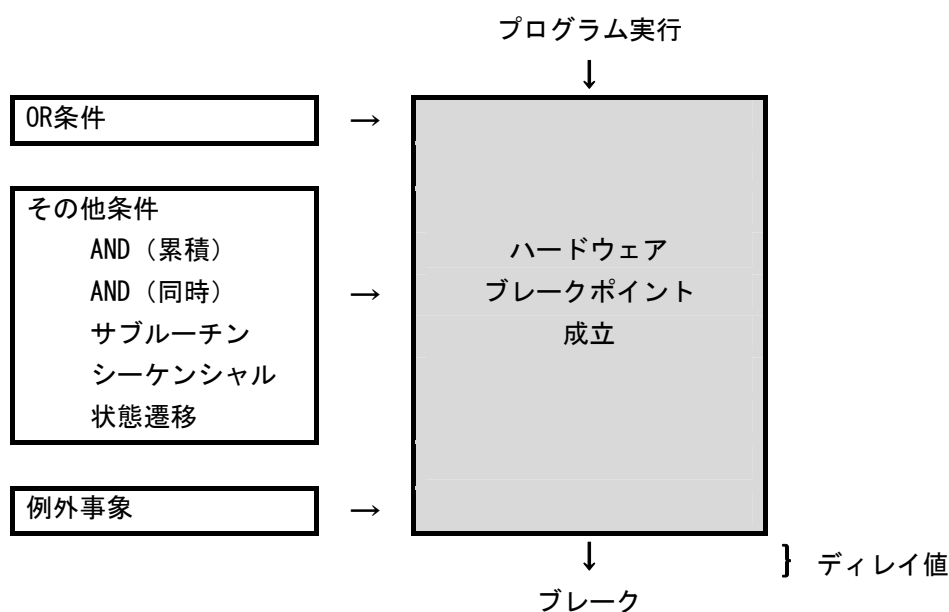 プログラム実行
↓
OR条件
→
その他条件
AND（累積）
AND（同時）
サブルーチン
シーケンシャル
状態遷移
→
ハードウェア
ブレークポイント
成立
例外事象
→
↓
} ディレイ値
ブレーク